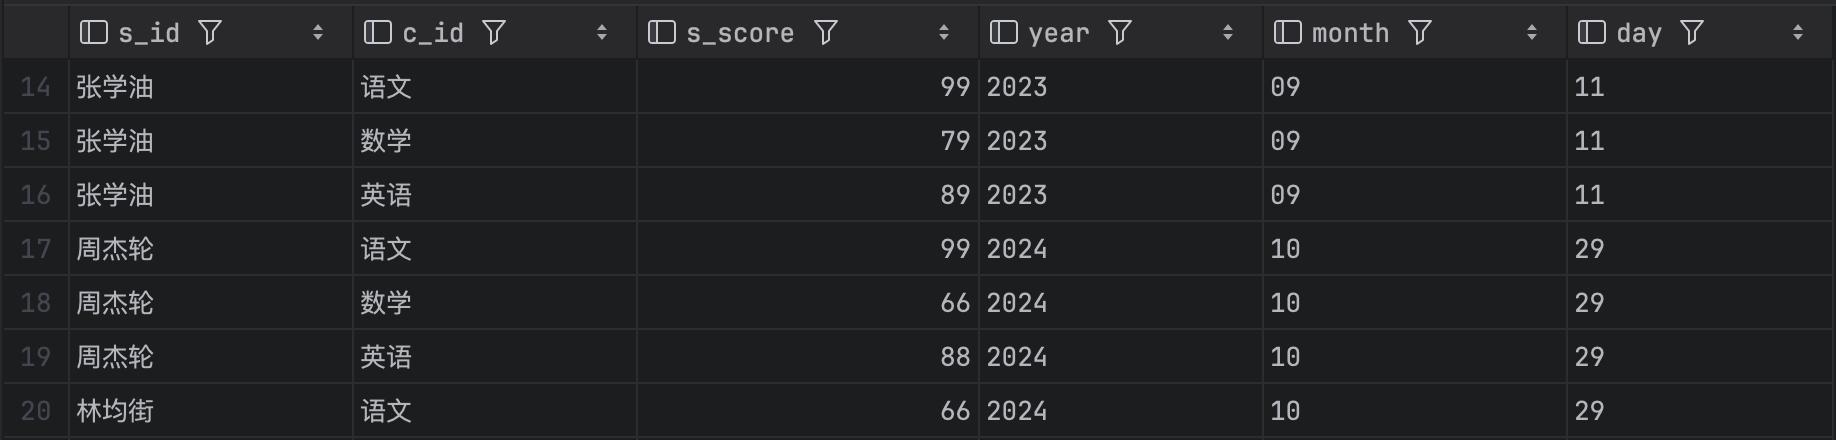 s_id c_id s_score year month day
14 张学油 语文 99 2023 09 11
15 张学油 数学 79 2023 09 11
16 张学油 英语 89 2023 09 11
17 周杰轮 语文 99 2024 10 29
18 周杰轮 数学 66 2024 10 29
19 周杰轮 英语 88 2024 10 29
20 林均街 语文 66 2024 10 29